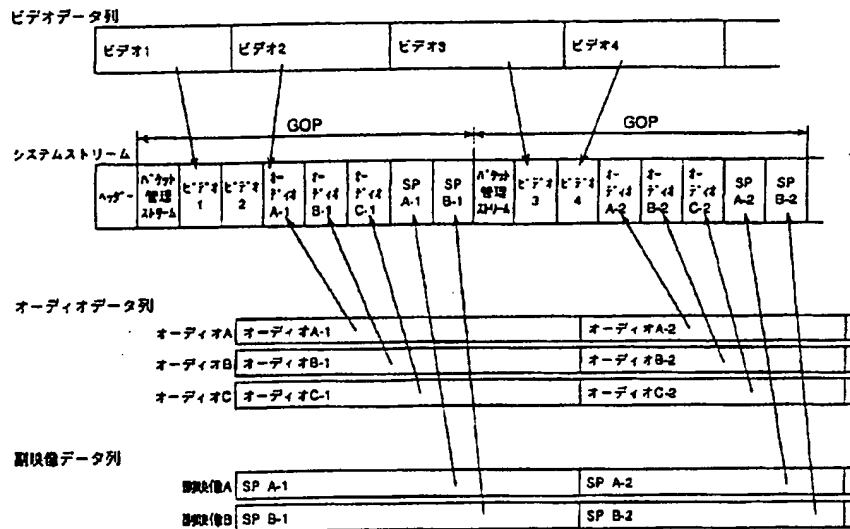 ビデオデータ列
ビデオ1 ビデオ2 ビデオ3 ビデオ4
GOP GOP
システムストリーム
ヘッダー
パケット
管理
ストリーム
ビデオ
1
ビデオ
2
オー
ディオ
A-1
オー
ディオ
B-1
オー
ディオ
C-1
SP
A-1
SP
B-1
パケット
管理
ストリーム
ビデオ
3
ビデオ
4
オー
ディオ
A-2
オー
ディオ
B-2
オー
ディオ
C-2
SP
A-2
SP
B-2
オーディオデータ列
オーディオA オーディオA-1 オーディオA-2
オーディオB オーディオB-1 オーディオB-2
オーディオC オーディオC-1 オーディオC-2
副映像データ列
副映像A SP A-1 SP A-2
副映像B SP B-1 SP B-2